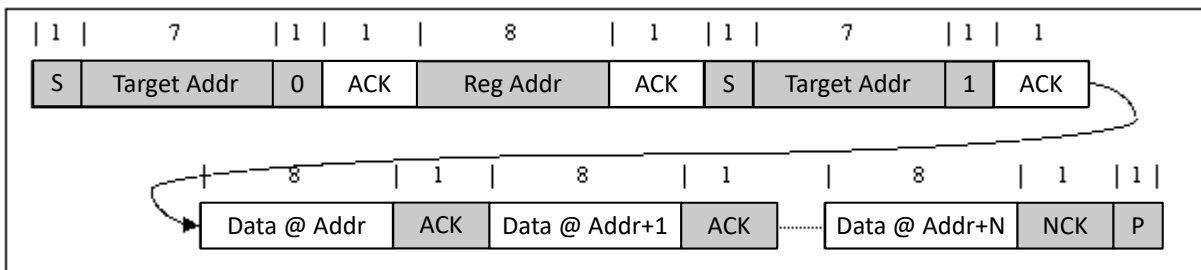 | 1 | 7 | 1 | 1 | 8 | 1 | 1 | 7 | 1 | 1
S Target Addr 0 ACK Reg Addr ACK S Target Addr 1 ACK
| 8 | 1 | 8 | 1 | 8 | 1 | 1 |
Data @ Addr ACK Data @ Addr+1 ACK Data @ Addr+N NCK P